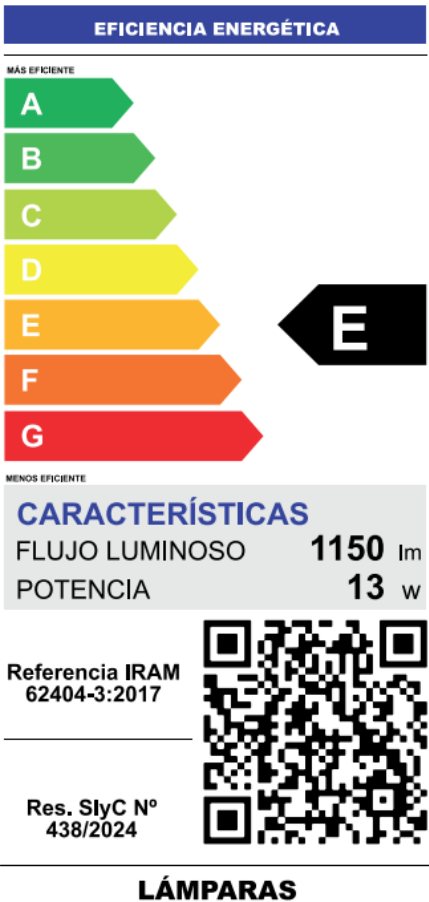 EFICIENCIA ENERGÉTICA
MÁS EFICIENTE
A
B
C
D
E
E
F
G
MENOS EFICIENTE
CARACTERÍSTICAS
FLUJO LUMINOSO 1150 lm
POTENCIA 13 w
Referencia IRAM
62404-3:2017
Res. SIyC Nº
438/2024
LÁMPARAS